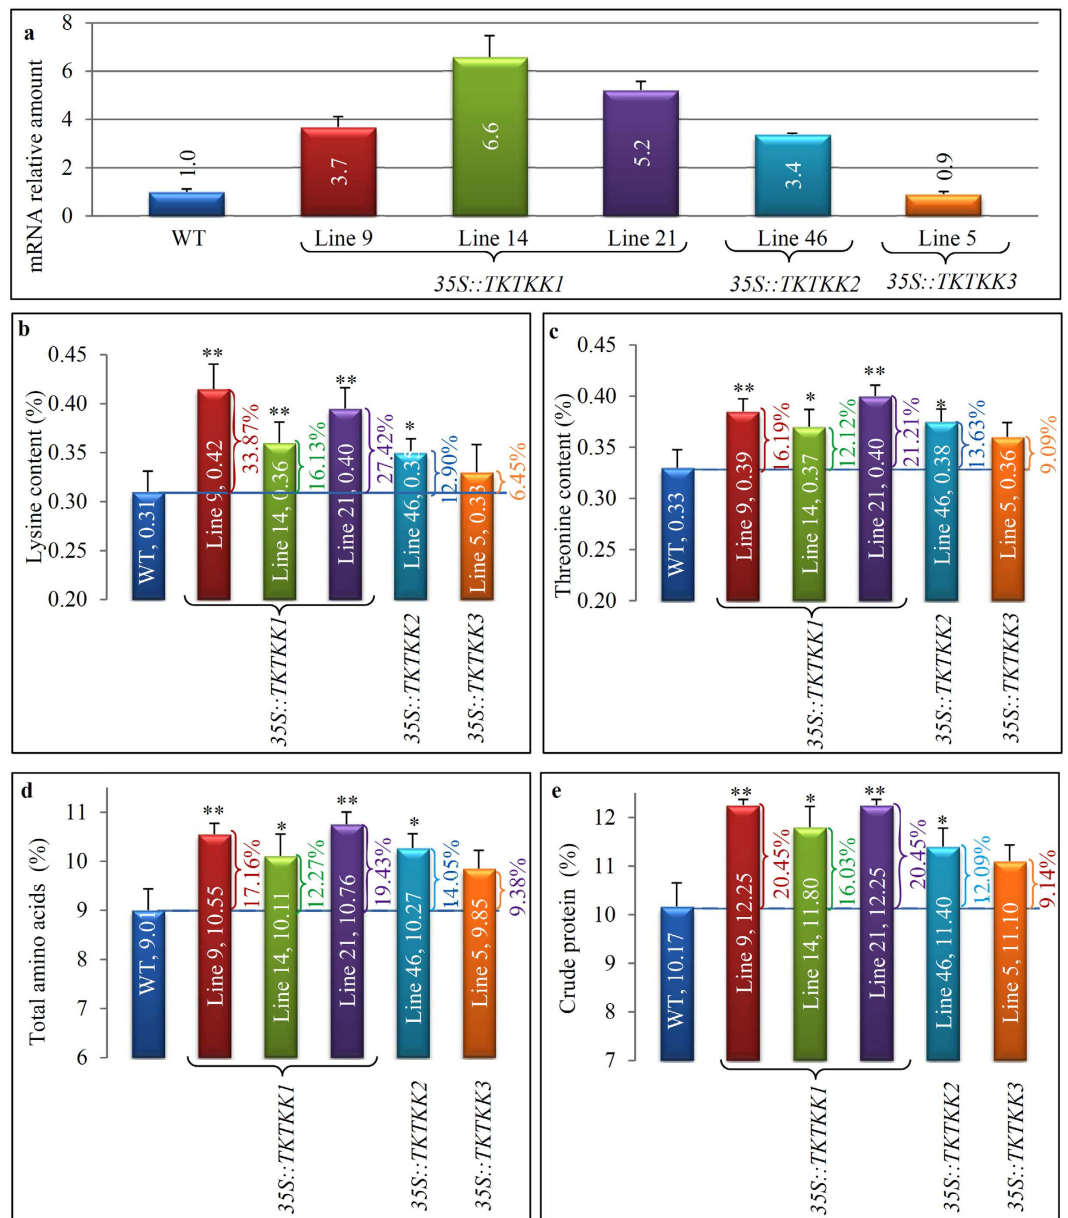 a
mRNA relative amount
8
6
4
2
0
1.0
3.7
6.6
5.2
3.4
0.9
WT
Line 9
Line 14
Line 21
Line 46
Line 5
35S::TKTKK1
35S::TKTKK2
35S::TKTKK3
b
Lysine content (%)
0.45
0.40
0.35
0.30
0.25
0.20
WT, 0.31
**
Line 9, 0.42
33.87%
**
Line 14, 0.36
16.13%
**
Line 21, 0.40
27.42%
*
Line 46, 0.35
12.90%
Line 5, 0.33
6.45%
35S::TKTKK1
35S::TKTKK2
35S::TKTKK3
c
Threonine content (%)
0.45
0.40
0.35
0.30
0.25
0.20
WT, 0.33
**
Line 9, 0.39
16.19%
*
Line 14, 0.37
12.12%
**
Line 21, 0.40
21.21%
*
Line 46, 0.38
13.63%
Line 5, 0.36
9.09%
35S::TKTKK1
35S::TKTKK2
35S::TKTKK3
d
Total amino acids (%)
11
10
9
8
7
6
WT, 9.01
**
Line 9, 10.55
17.16%
*
Line 14, 10.11
12.27%
**
Line 21, 10.76
19.43%
*
Line 46, 10.27
14.05%
Line 5, 9.85
9.38%
35S::TKTKK1
35S::TKTKK2
35S::TKTKK3
e
Crude protein (%)
12
11
10
9
8
7
WT, 10.17
**
Line 9, 12.25
20.45%
*
Line 14, 11.80
16.03%
**
Line 21, 12.25
20.45%
*
Line 46, 11.40
12.09%
Line 5, 11.10
9.14%
35S::TKTKK1
35S::TKTKK2
35S::TKTKK3